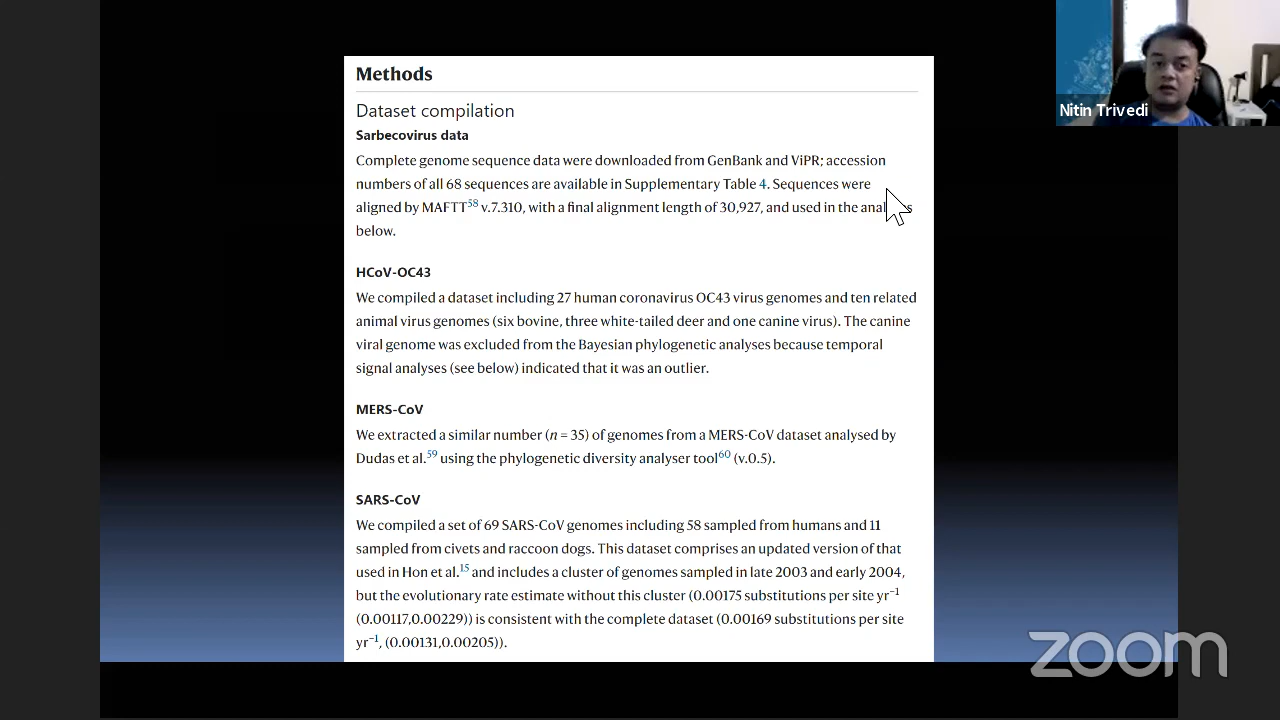 Methods
Dataset compilation
Sarbecovirus data
Complete genome sequence data were downloaded from GenBank and ViPR; accession
numbers of all 68 sequences are available in Supplementary Table 4. Sequences were
aligned by MAFTT58 v.7.310, with a final alignment length of 30,927, and used in the
below.
HCoV-OC43
We compiled a dataset including 27 human coronavirus OC43 virus genomes and ten related
animal virus genomes (six bovine, three white-tailed deer and one canine virus). The canine
viral genome was excluded from the Bayesian phylogenetic analyses because temporal
signal analyses (see below) indicated that it was an outlier.
MERS-CoV
We extracted a similar number (n = 35) of genomes from a MERS-CoV dataset analysed by
Dudas et al.59 using the phylogenetic diversity analyser tool60 (v.0.5).
SARS-CoV
We compiled a set of 69 SARS-CoV genomes including 58 sampled from humans and 11
sampled from civets and raccoon dogs. This dataset comprises an updated version of that
used in Hon et al.15 and includes a cluster of genomes sampled in late 2003 and early 2004,
but the evolutionary rate estimate without this cluster (0.00175 substitutions per site yr−1
(0.00117,0.00229)) is consistent with the complete dataset (0.00169 substitutions per site
yr−1, (0.00131,0.00205)).
Nitin Trivedi
zoom